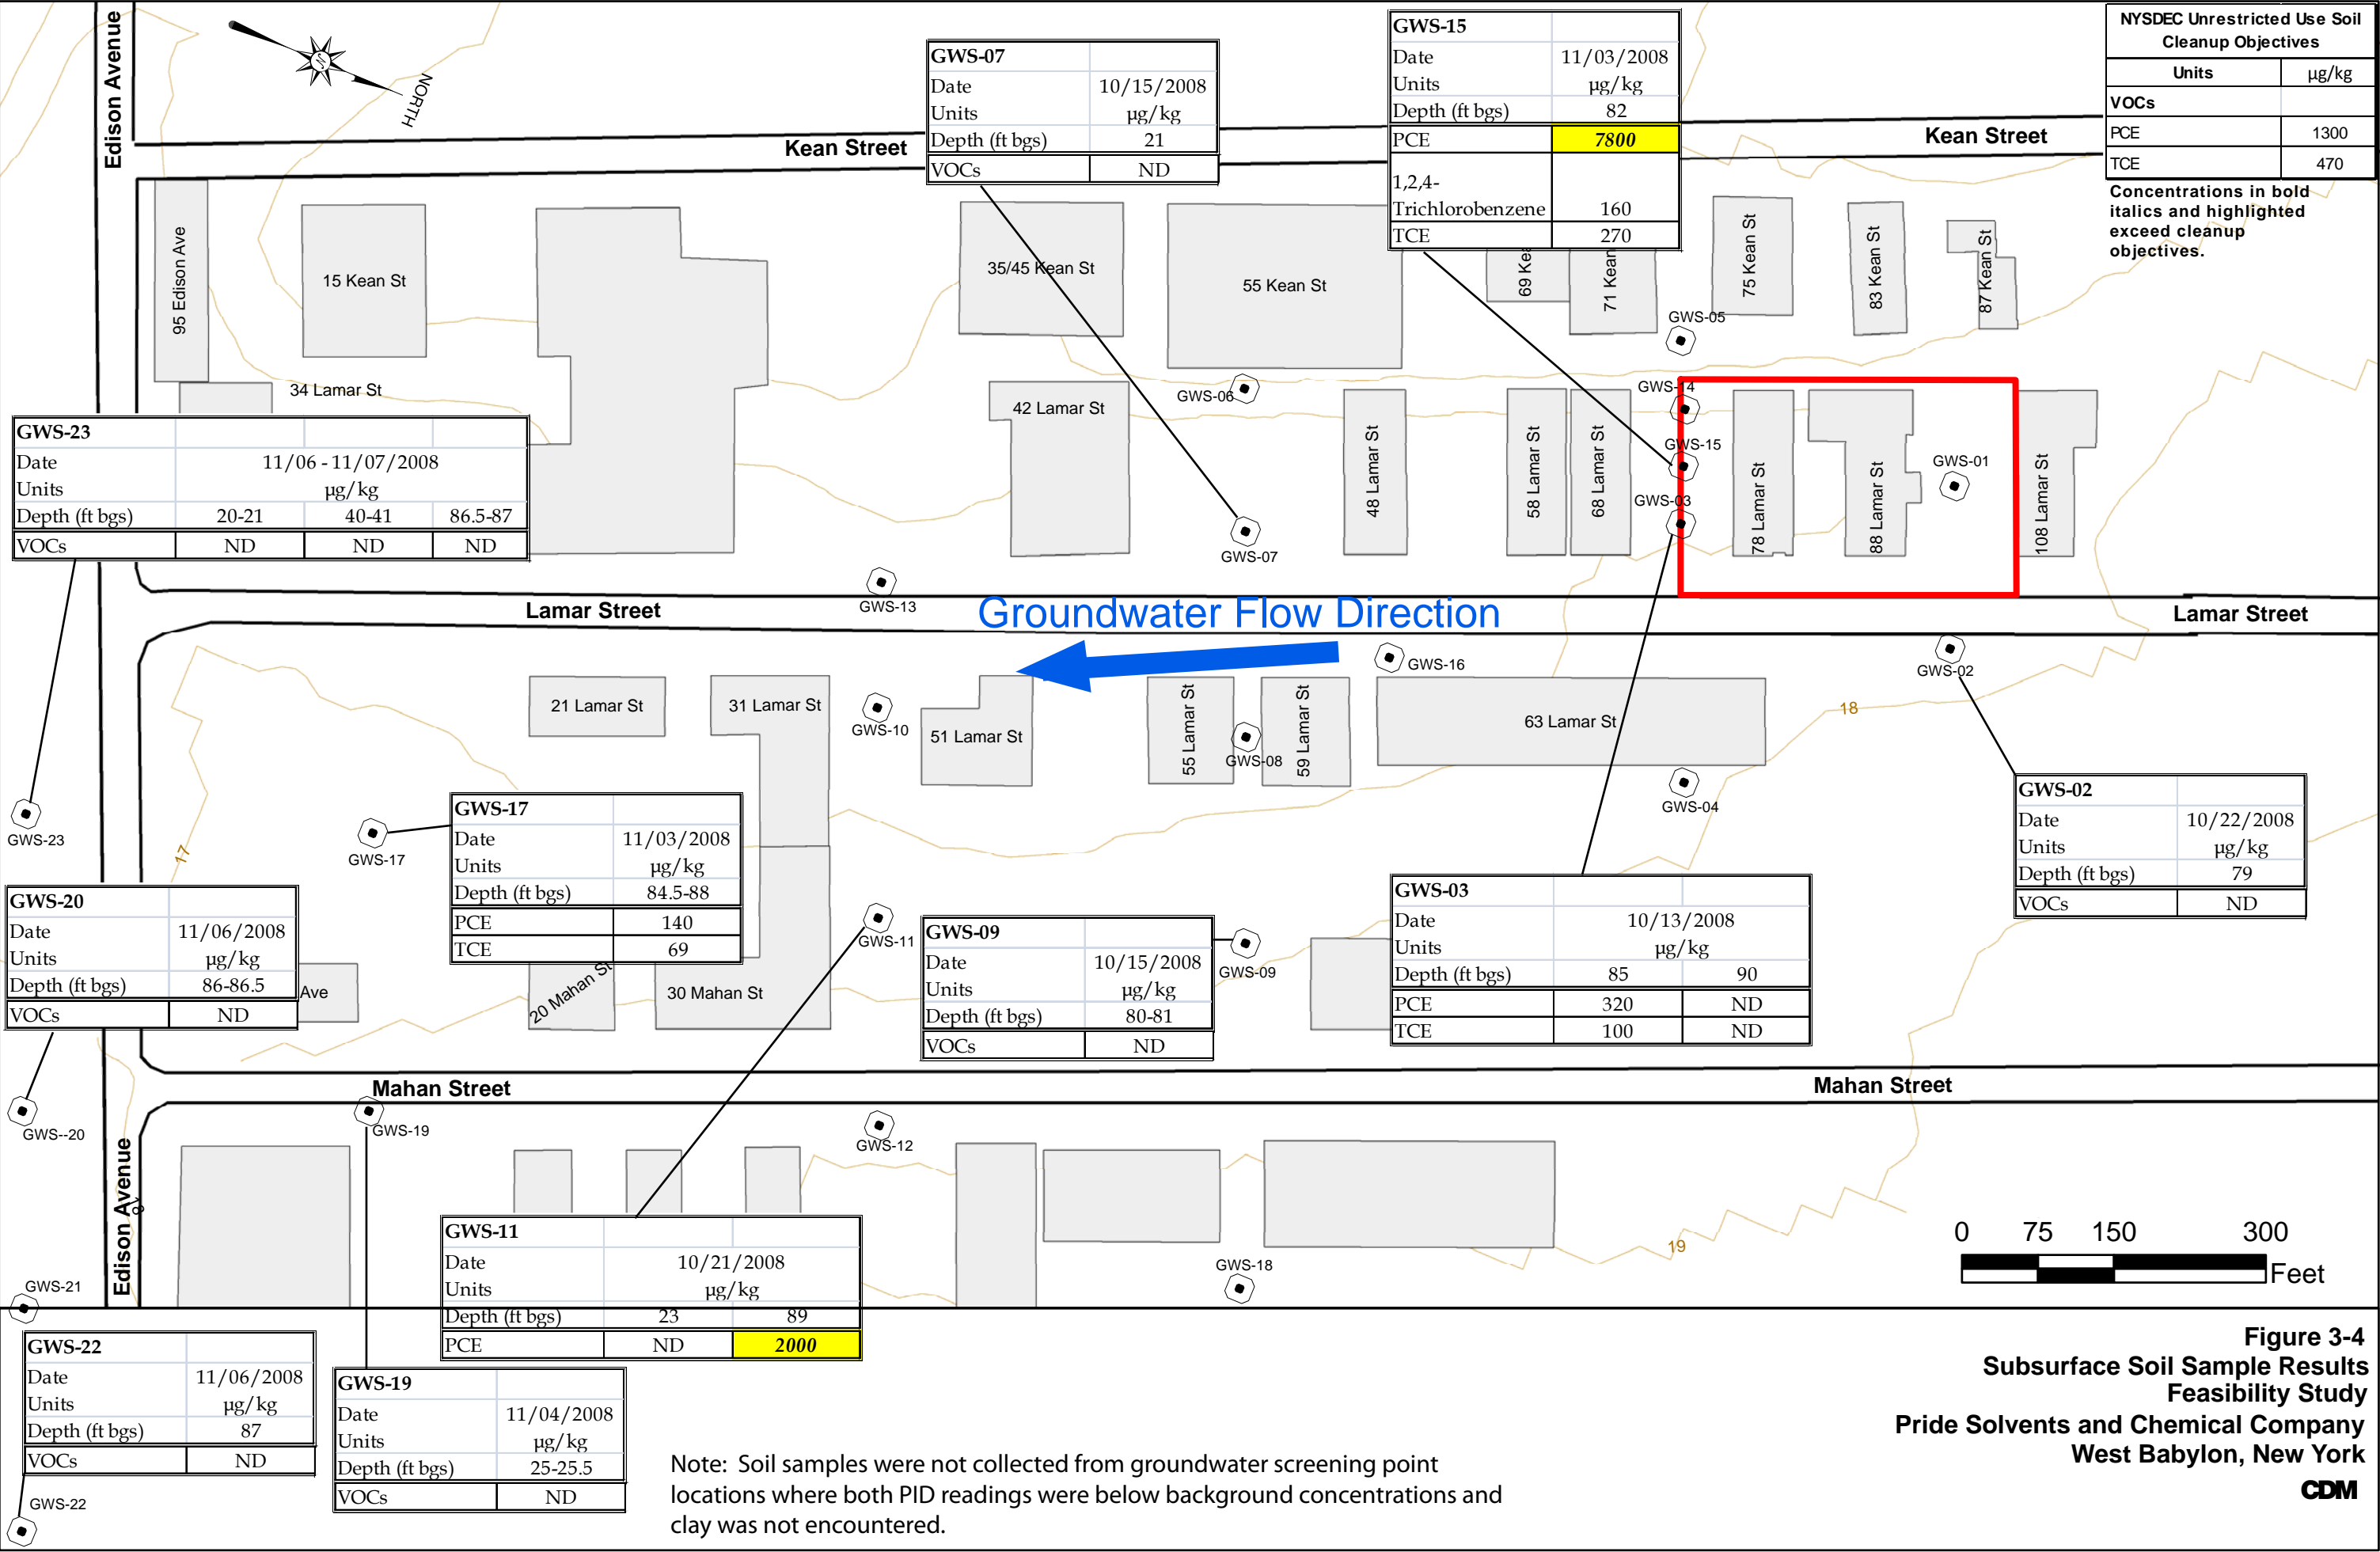 Edison Avenue
NORTH
Kean Street
Kean Street
GWS-07
Date 10/15/2008
Units µg/kg
Depth (ft bgs) 21
VOCs ND
GWS-15
Date 11/03/2008
Units µg/kg
Depth (ft bgs) 82
PCE 7800
1,2,4-
Trichlorobenzene 160
TCE 270
NYSDEC Unrestricted Use Soil
Cleanup Objectives
Units µg/kg
VOCs
PCE 1300
TCE 470
Concentrations in bold
italics and highlighted
exceed cleanup
objectives.
95 Edison Ave
15 Kean St
34 Lamar St
35/45 Kean St
55 Kean St
69 Kea
71 Kean
75 Kean St
83 Kean St
87 Kean St
GWS-05
GWS-06
42 Lamar St
48 Lamar St
58 Lamar St
68 Lamar St
GWS-14
GWS-15
GWS-03
78 Lamar St
88 Lamar St
GWS-01
108 Lamar St
GWS-07
GWS-13
GWS-23
Date 11/06 - 11/07/2008
Units µg/kg
Depth (ft bgs) 20-21 40-41 86.5-87
VOCs ND ND ND
Lamar Street
Groundwater Flow Direction
Lamar Street
GWS-16
GWS-02
21 Lamar St
31 Lamar St
GWS-10
51 Lamar St
55 Lamar St
GWS-08
59 Lamar St
63 Lamar St
18
GWS-04
GWS-23
17
GWS-17
GWS-17
Date 11/03/2008
Units µg/kg
Depth (ft bgs) 84.5-88
PCE 140
TCE 69
GWS-02
Date 10/22/2008
Units µg/kg
Depth (ft bgs) 79
VOCs ND
GWS-20
Date 11/06/2008
Units µg/kg
Depth (ft bgs) 86-86.5
VOCs ND
Ave
20 Mahan St
30 Mahan St
GWS-11
GWS-09
Date 10/15/2008
Units µg/kg
Depth (ft bgs) 80-81
VOCs ND
GWS-09
GWS-03
Date 10/13/2008
Units µg/kg
Depth (ft bgs) 85 90
PCE 320 ND
TCE 100 ND
Mahan Street
Mahan Street
GWS--20
GWS-19
GWS-12
Edison Avenue
GWS-21
GWS-18
19
0 75 150 300
Feet
GWS-11
Date 10/21/2008
Units µg/kg
Depth (ft bgs) 23 89
PCE ND 2000
GWS-22
Date 11/06/2008
Units µg/kg
Depth (ft bgs) 87
VOCs ND
GWS-22
GWS-19
Date 11/04/2008
Units µg/kg
Depth (ft bgs) 25-25.5
VOCs ND
Note: Soil samples were not collected from groundwater screening point
locations where both PID readings were below background concentrations and
clay was not encountered.
Figure 3-4
Subsurface Soil Sample Results
Feasibility Study
Pride Solvents and Chemical Company
West Babylon, New York
CDM